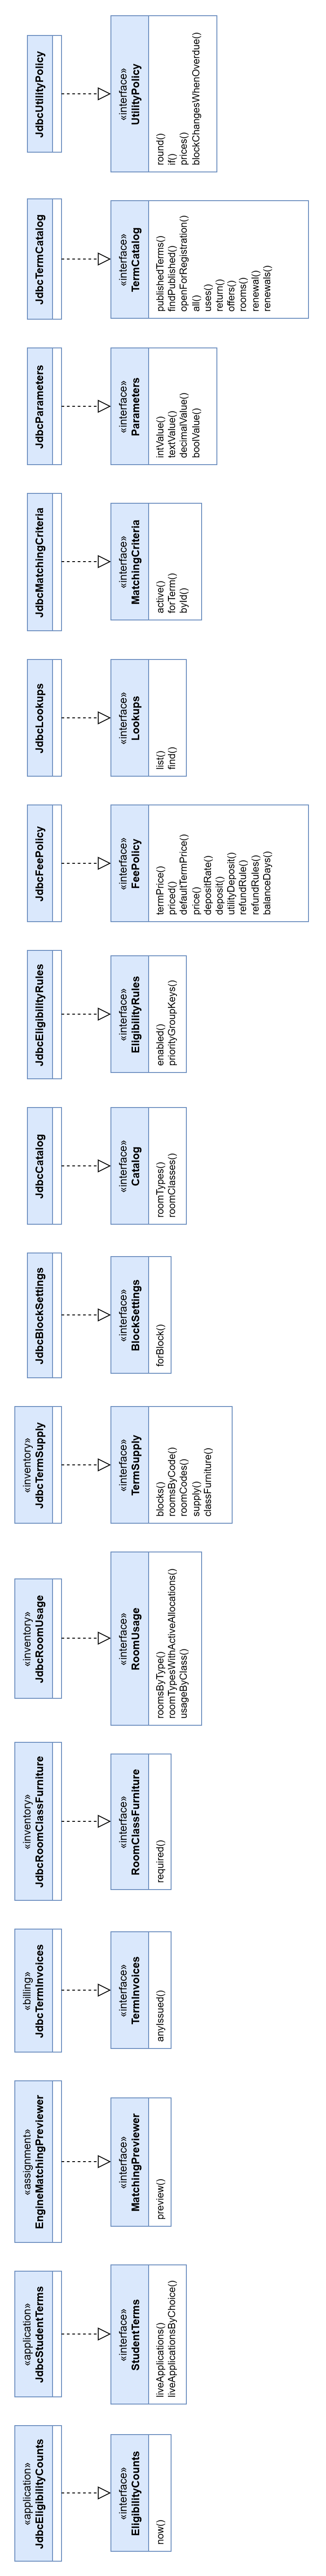 «application»
JdbcEligibilityCounts
«interface»
EligibilityCounts
now()
«application»
JdbcStudentTerms
«interface»
StudentTerms
liveApplications()
liveApplicationsByChoice()
«assignment»
EngineMatchingPreviewer
«interface»
MatchingPreviewer
preview()
«billing»
JdbcTermInvoices
«interface»
TermInvoices
anyIssued()
«inventory»
JdbcRoomClassFurniture
«interface»
RoomClassFurniture
required()
«inventory»
JdbcRoomUsage
«interface»
RoomUsage
roomsByType()
roomTypesWithActiveAllocations()
usageByClass()
«inventory»
JdbcTermSupply
«interface»
TermSupply
blocks()
roomsByCode()
roomCodes()
supply()
classFurniture()
JdbcBlockSettings
«interface»
BlockSettings
forBlock()
JdbcCatalog
«interface»
Catalog
roomTypes()
roomClasses()
JdbcEligibilityRules
«interface»
EligibilityRules
enabled()
priorityGroupKeys()
JdbcFeePolicy
«interface»
FeePolicy
termPrice()
priced()
defaultTermPrice()
price()
depositRate()
deposit()
utilityDeposit()
refundRule()
refundRules()
balanceDays()
JdbcLookups
«interface»
Lookups
list()
find()
JdbcMatchingCriteria
«interface»
MatchingCriteria
active()
forTerm()
byId()
JdbcParameters
«interface»
Parameters
intValue()
textValue()
decimalValue()
boolValue()
JdbcTermCatalog
«interface»
TermCatalog
publishedTerms()
findPublished()
openForRegistration()
all()
uses()
return()
offers()
rooms()
renewal()
renewals()
JdbcUtilityPolicy
«interface»
UtilityPolicy
round()
if()
prices()
blockChangesWhenOverdue()